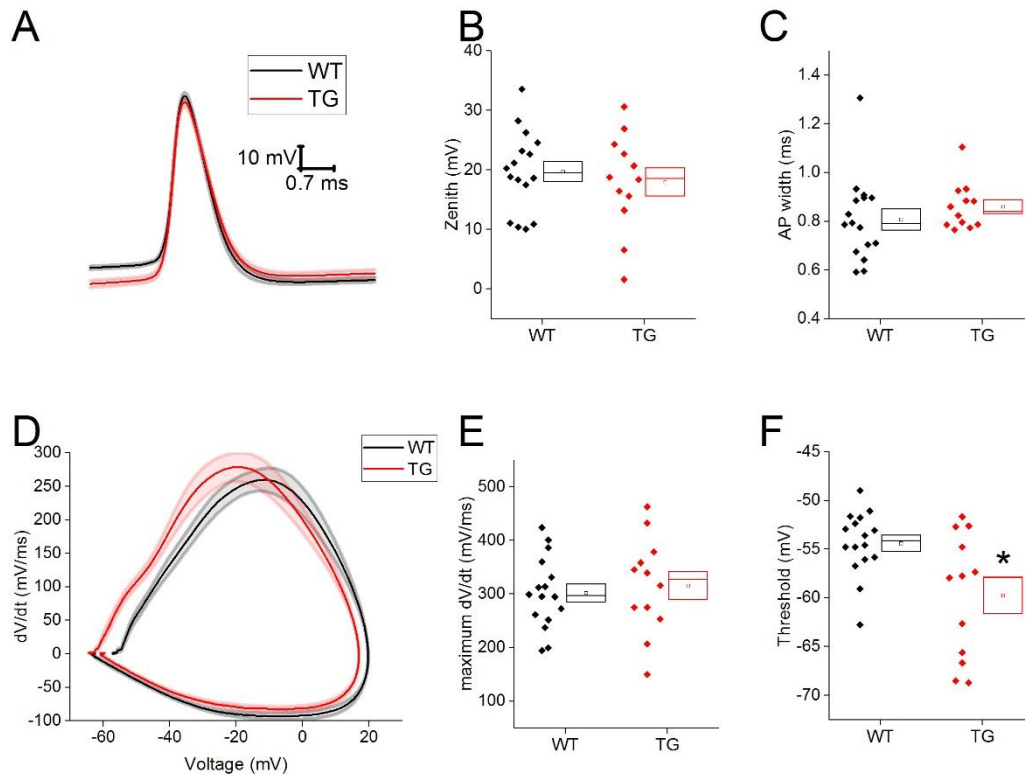 A
WT
TG
10 mV
0.7 ms
B
Zenith (mV)
40
30
20
10
0
WT
TG
C
AP width (ms)
1.4
1.2
1.0
0.8
0.6
0.4
WT
TG
D
WT
TG
dV/dt (mV/ms)
300
250
200
150
100
50
0
-50
-100
-60
-40
-20
0
20
Voltage (mV)
E
maximum dV/dt (mV/ms)
500
400
300
200
100
WT
TG
F
Threshold (mV)
-45
-50
-55
-60
-65
-70
*
WT
TG